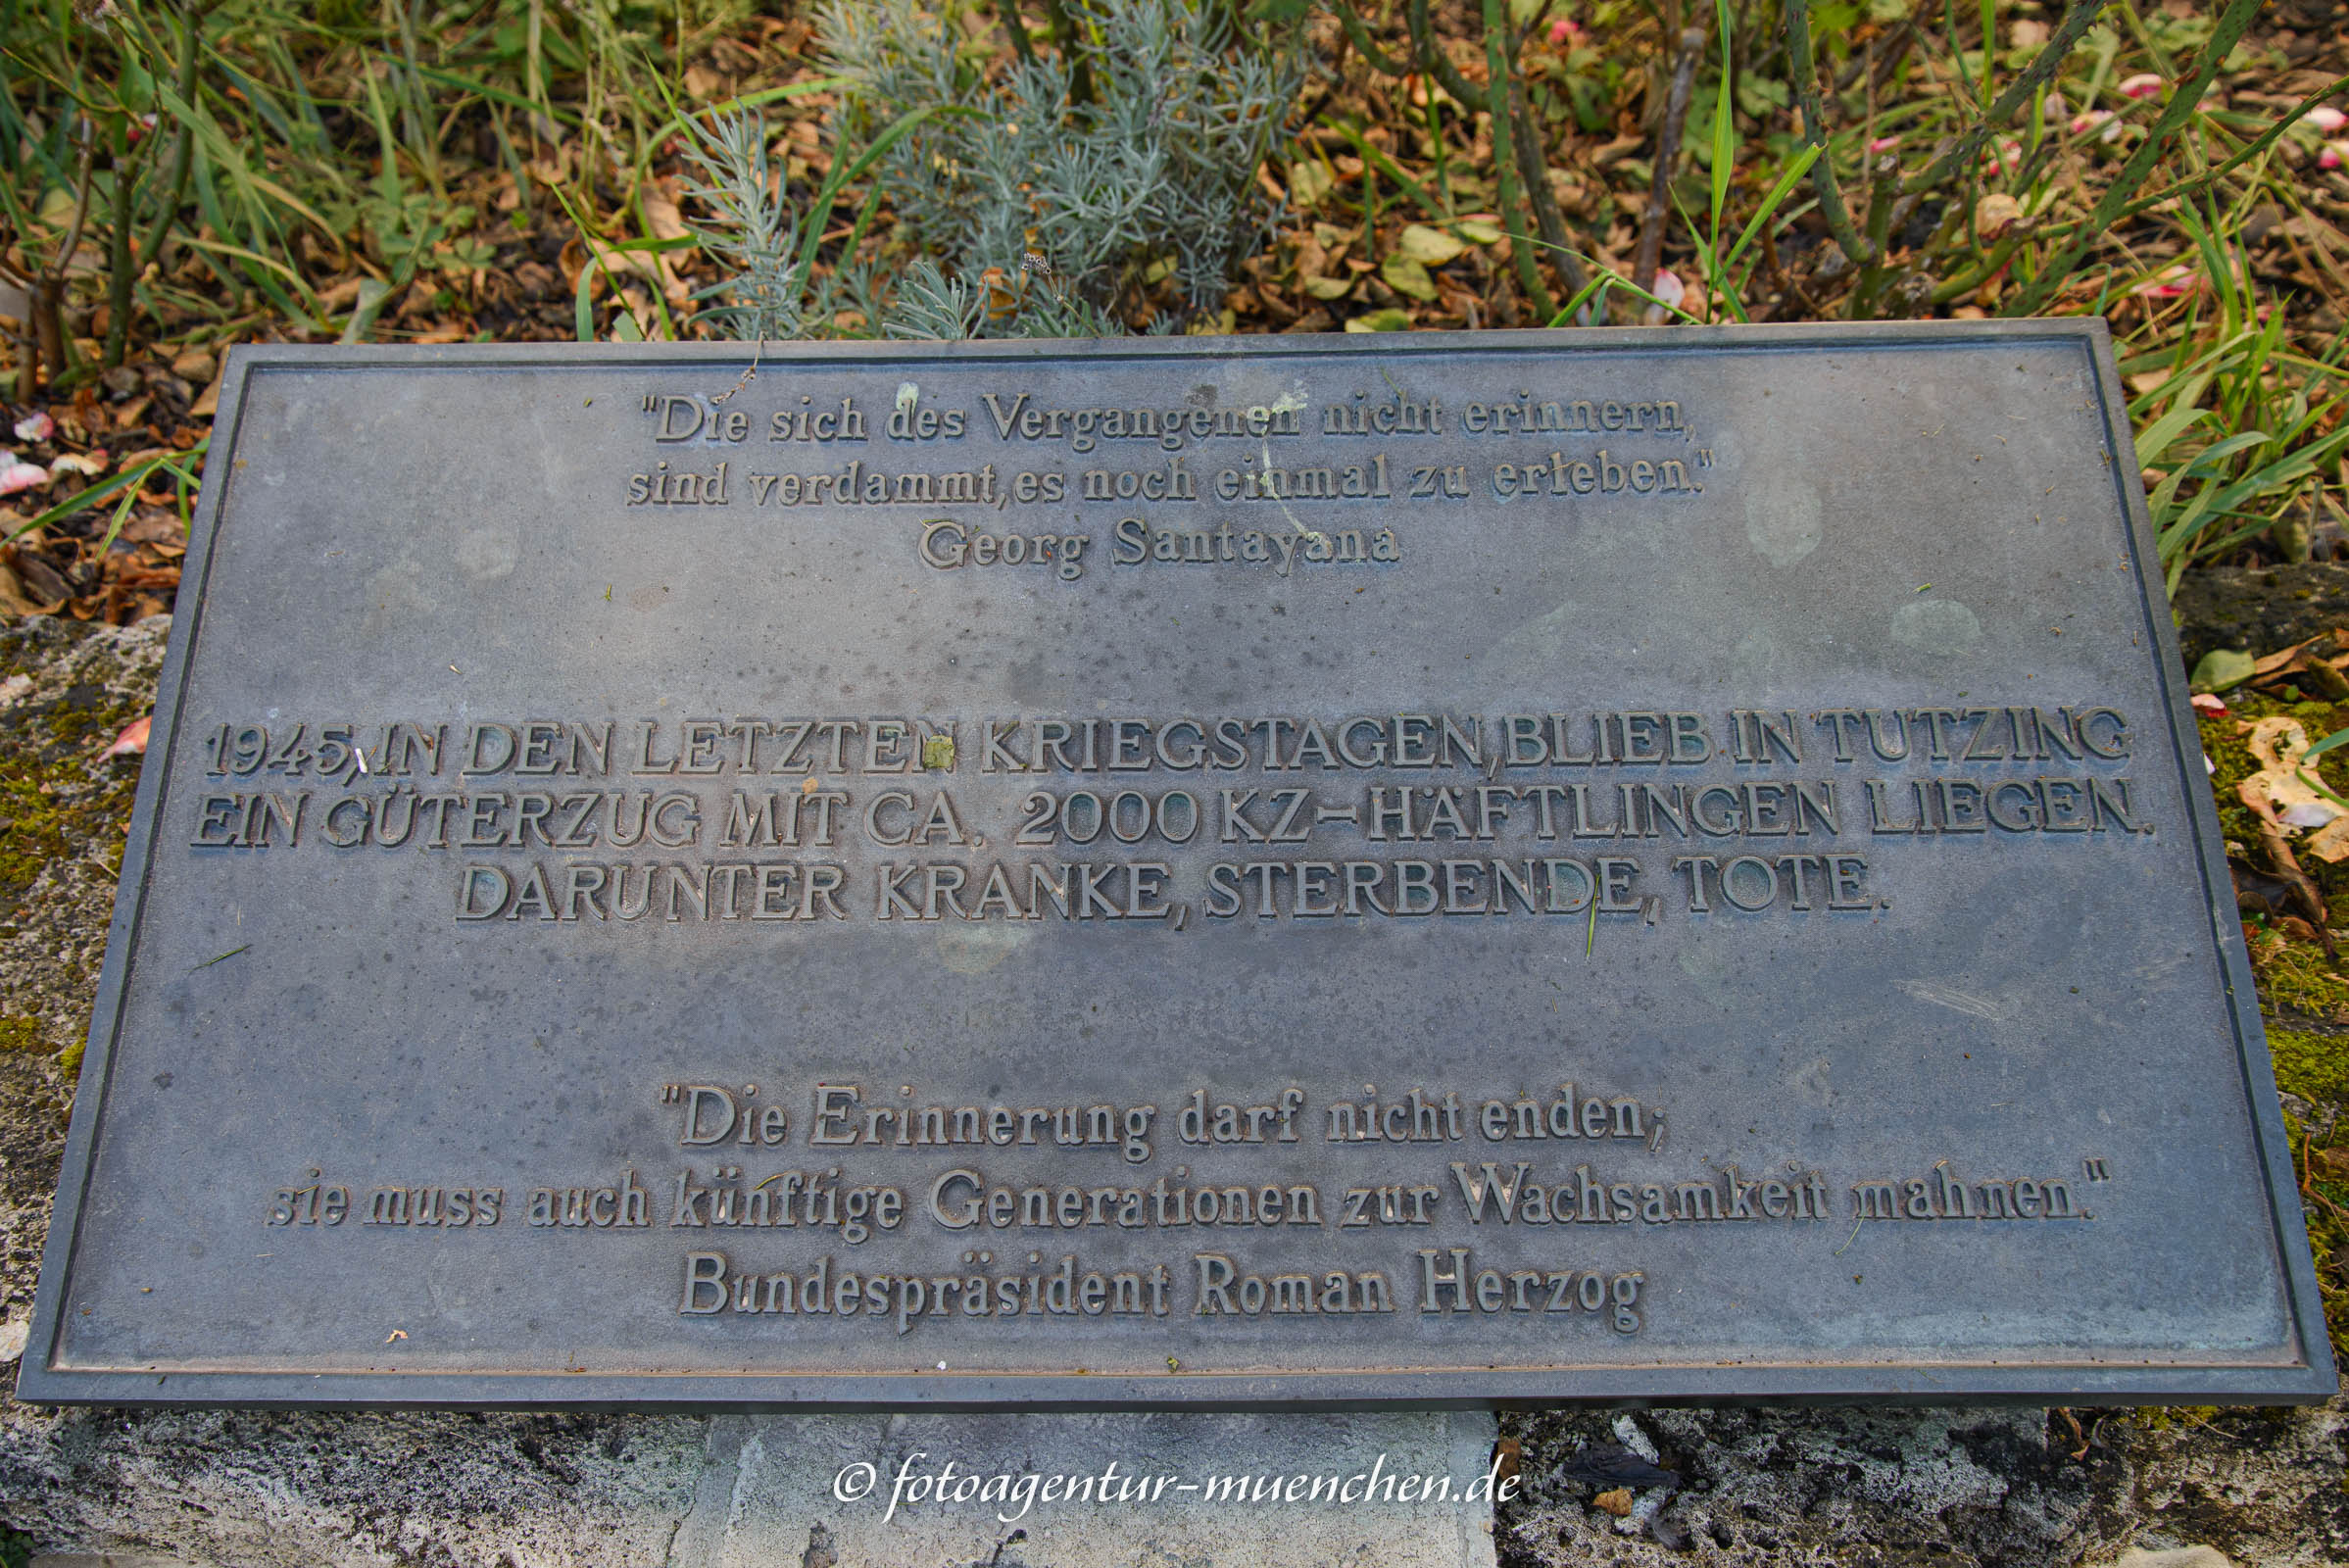 "Die sich des Vergangenen nicht erinnern,
sind verdammt, es noch einmal zu erleben."
Georg Santayana
1945, IN DEN LETZTEN KRIEGSTAGEN, BLIEB IN TUTZING
EIN GÜTERZUG MIT CA. 2000 KZ-HÄFTLINGEN LIEGEN.
DARUNTER KRANKE, STERBENDE, TOTE.
"Die Erinnerung darf nicht enden;
sie muss auch künftige Generationen zur Wachsamkeit mahnen."
Bundespräsident Roman Herzog
© fotoagentur-muenchen.de